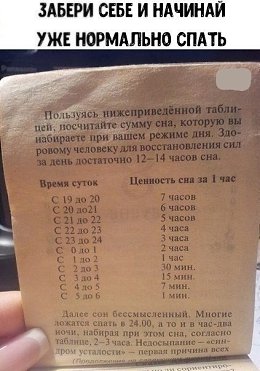 ЗАБЕРИ СЕБЕ И НАЧИНАЙ
УЖЕ НОРМАЛЬНО СПАТЬ
Пользуясь нижеприведённой табли-
цей, посчитайте сумму сна, которую вы
набираете при вашем режиме дня. Здо-
ровому человеку для восстановления сил
за день достаточно 12—14 часов сна.
Время суток Ценность сна за 1 час
С 19 до 20 7 часов
С 20 до21 6 часов
С 21 до 22 5 часов
С 22 до 23 4 часа
С 23 до 24 3 часа
С 0 до 1 2 часа
С 1 до 2 1 час
С 2 до 3 30 мин.
С 3 до 4 15 мин.
С 4 до 5 7 мин.
С 5 до 6 1 мин.
Далее сон бессмысленный. Многие
ложатся спать в 24.00, а то и в час-два
ночи, набирая при этом сна, согласно
таблице, 2—3 часа. Недосыпание — «син-
дром усталости» — первая причина всех
(Продолжение на